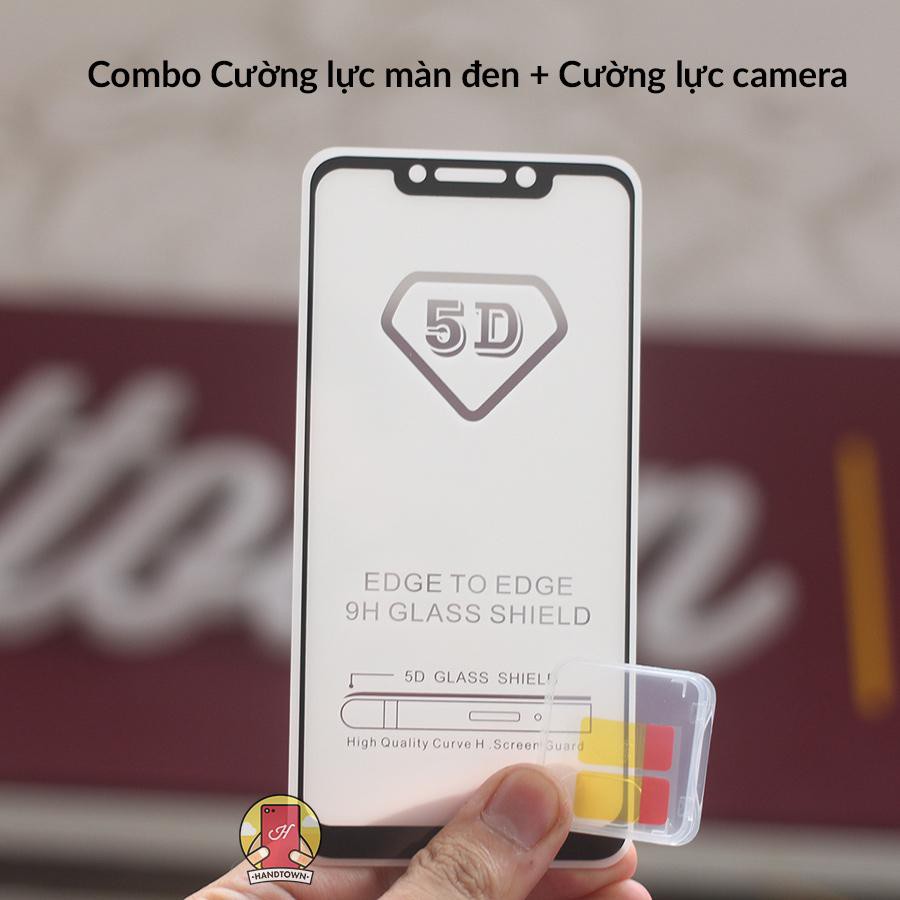 Combo Cường lực màn đen + Cường lực camera
5D
EDGE TO EDGE
9H GLASS SHIELD
5D GLASS SHIELD
High Quality Curve H .Screen Guard
H
HANDTOWN